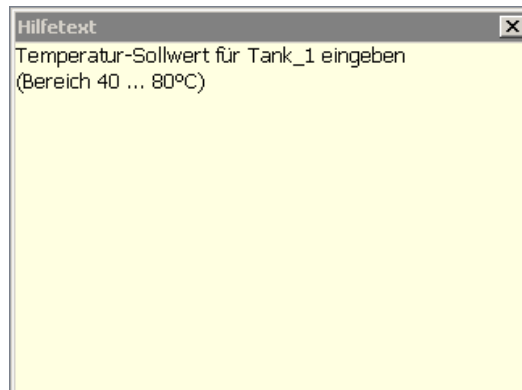 Hilfetext
Temperatur-Sollwert für Tank_1 eingeben
(Bereich 40 ... 80°C)